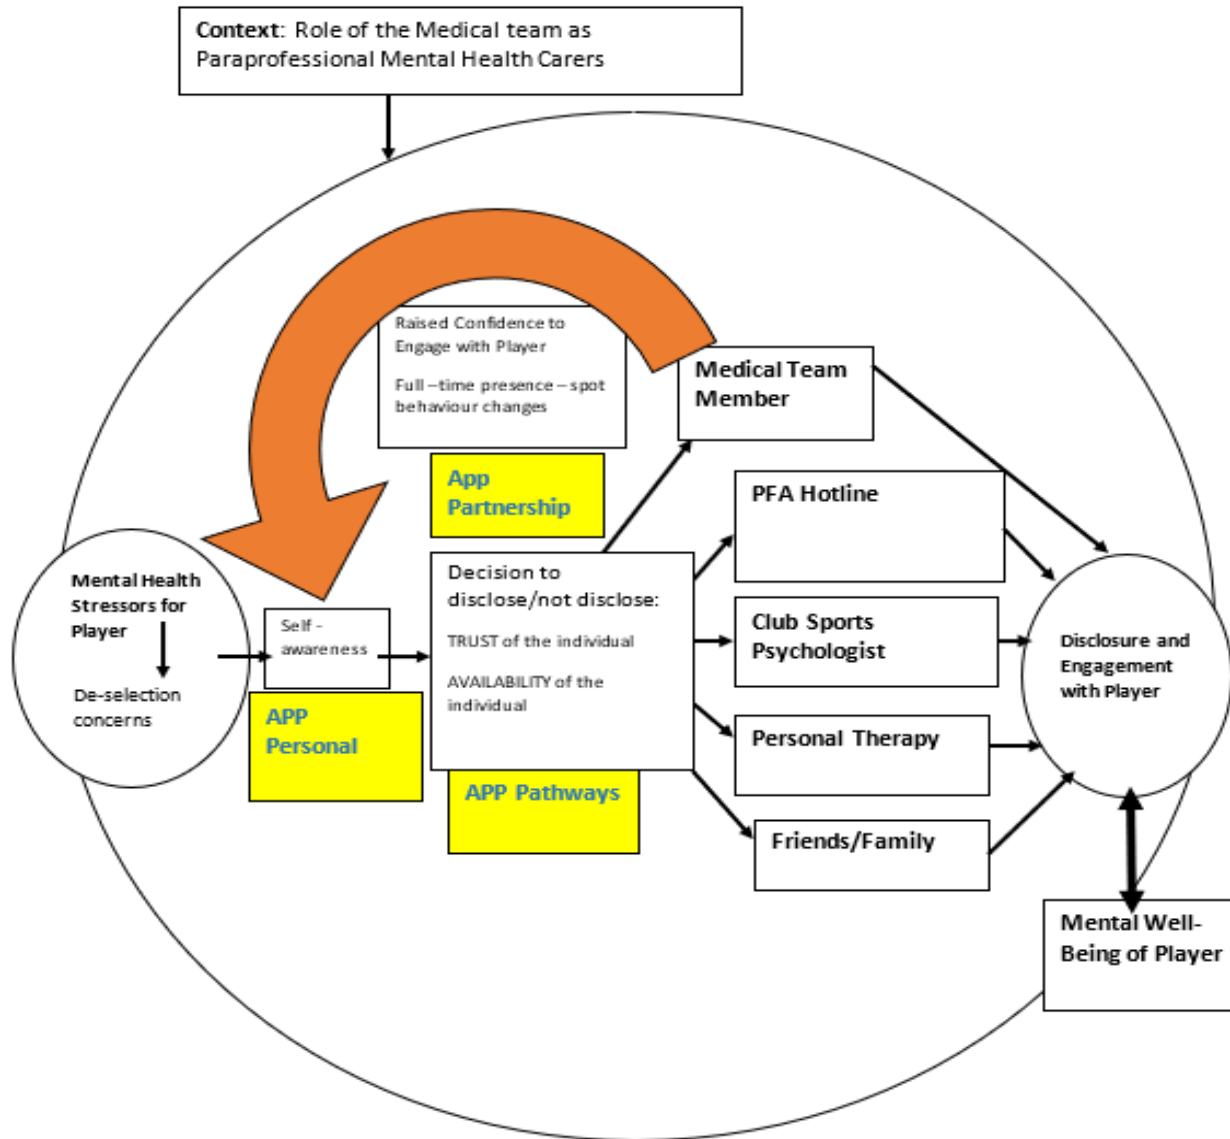 Context: Role of the Medical team as
Paraprofessional Mental Health Carers
Raised Confidence to
Engage with Player
Full –time presence – spot
behaviour changes
Medical Team
Member
App
Partnership
PFA Hotline
Mental Health
Stressors for
Player
De-selection
concerns
Self -
awareness
APP
Personal
Decision to
disclose/not disclose:
TRUST of the individual
AVAILABILITY of the
individual
APP Pathways
Club Sports
Psychologist
Personal Therapy
Friends/Family
Disclosure and
Engagement
with Player
Mental Well-
Being of Player